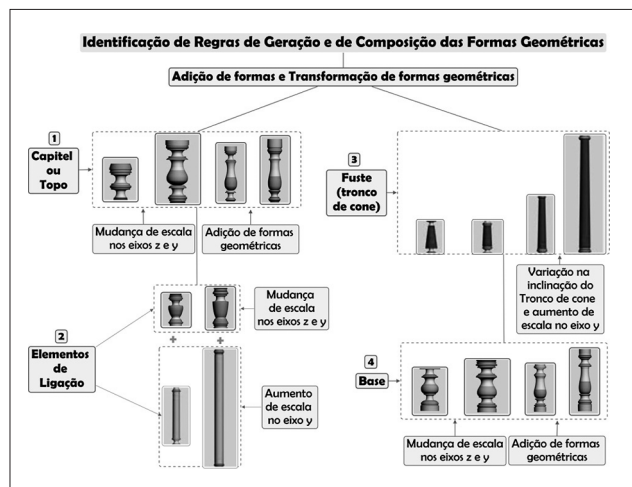 Identificação de Regras de Geração e de Composição das Formas Geométricas
Adição de formas e Transformação de formas geométricas
1
Capitel
ou
Topo
Mudança de escala
nos eixos z e y
Adição de formas
geométricas
3
Fuste
(tronco
de cone)
Variação na
inclinação do
Tronco de cone
e aumento de
escala no eixo y
2
Elementos
de
Ligação
Mudança
de escala
nos eixos z e y
+
+
Aumento
de escala
no eixo y
4
Base
Mudança de escala
nos eixos z e y
Adição de formas
geométricas